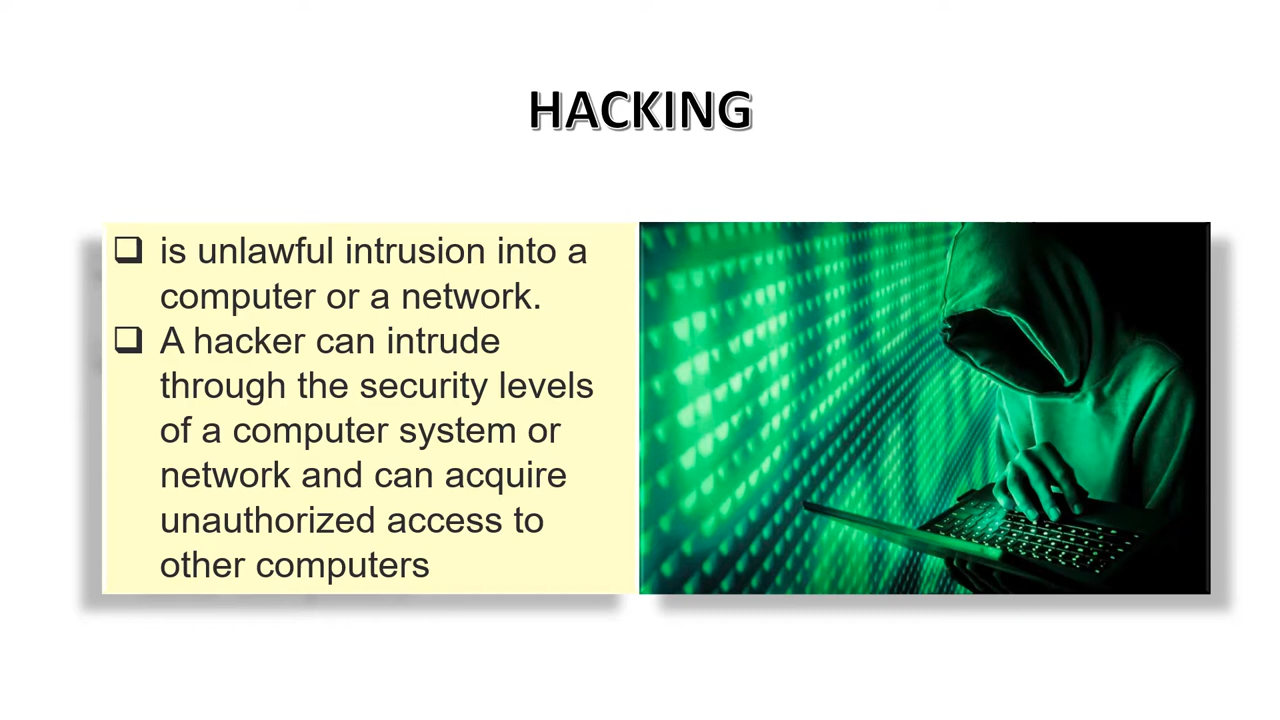 HACKING
❑ is unlawful intrusion into a
computer or a network.
❑ A hacker can intrude
through the security levels
of a computer system or
network and can acquire
unauthorized access to
other computers